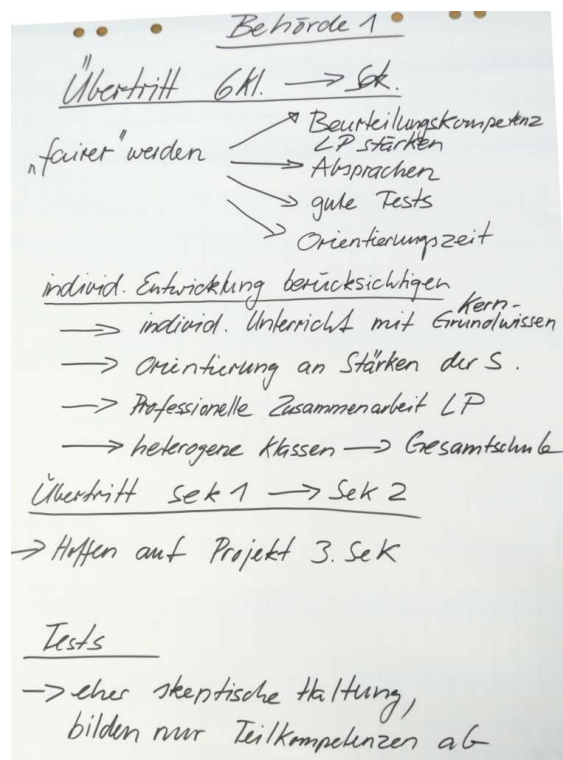 Behörde 1
Übertritt 6Kl. → Sek.
"fairer" werden
→ Beurteilungskompetenz
LP stärken
→ Absprachen
→ gute Tests
→ Orientierungszeit
individ. Entwicklung berücksichtigen
Kern-
→ individ. Unterricht mit Grundwissen
→ Orientierung an Stärken der S.
→ Professionelle Zusammenarbeit LP
→ heterogene Klassen → Gesamtschule
Übertritt Sek 1 → Sek 2
→ Hoffen auf Projekt 3. Sek
Tests
→ eher skeptische Haltung,
bilden nur Teilkompetenzen ab